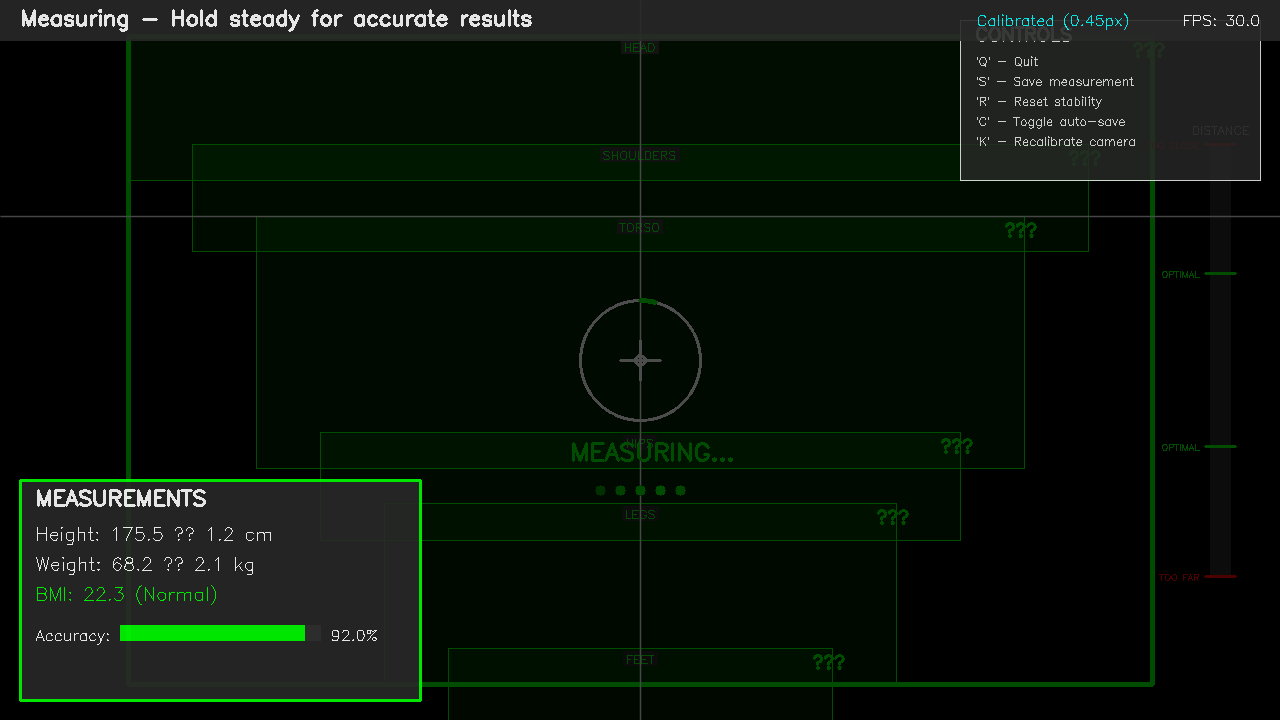 Measuring — Hold steady for accurate results
Calibrated (0.45px)
FPS: 30.0
CONTROLS
'Q' — Quit
'S' — Save measurement
'R' — Reset stability
'C' — Toggle auto—save
'K' — Recalibrate camera
HEAD
???
DISTANCE
SHOULDERS
???
TORSO
???
OPTIMAL
HIPS
???
MEASURING...
OPTIMAL
LEGS
???
TOO FAR
FEET
???
MEASUREMENTS
Height: 175.5 ?? 1.2 cm
Weight: 68.2 ?? 2.1 kg
BMI: 22.3 (Normal)
Accuracy: 92.0%